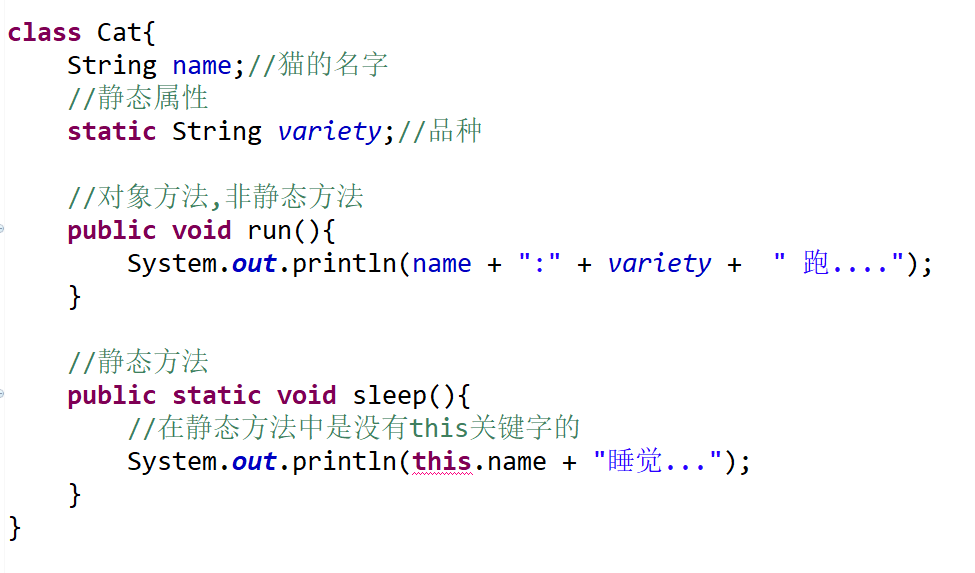 class Cat{
    String name;//猫的名字
    //静态属性
    static String variety;//品种
    //对象方法,非静态方法
    public void run(){
        System.out.println(name + ":" + variety +  " 跑....");
    }
    //静态方法
    public static void sleep(){
        //在静态方法中是没有this关键字的
        System.out.println(this.name + "睡觉...");
    }
}